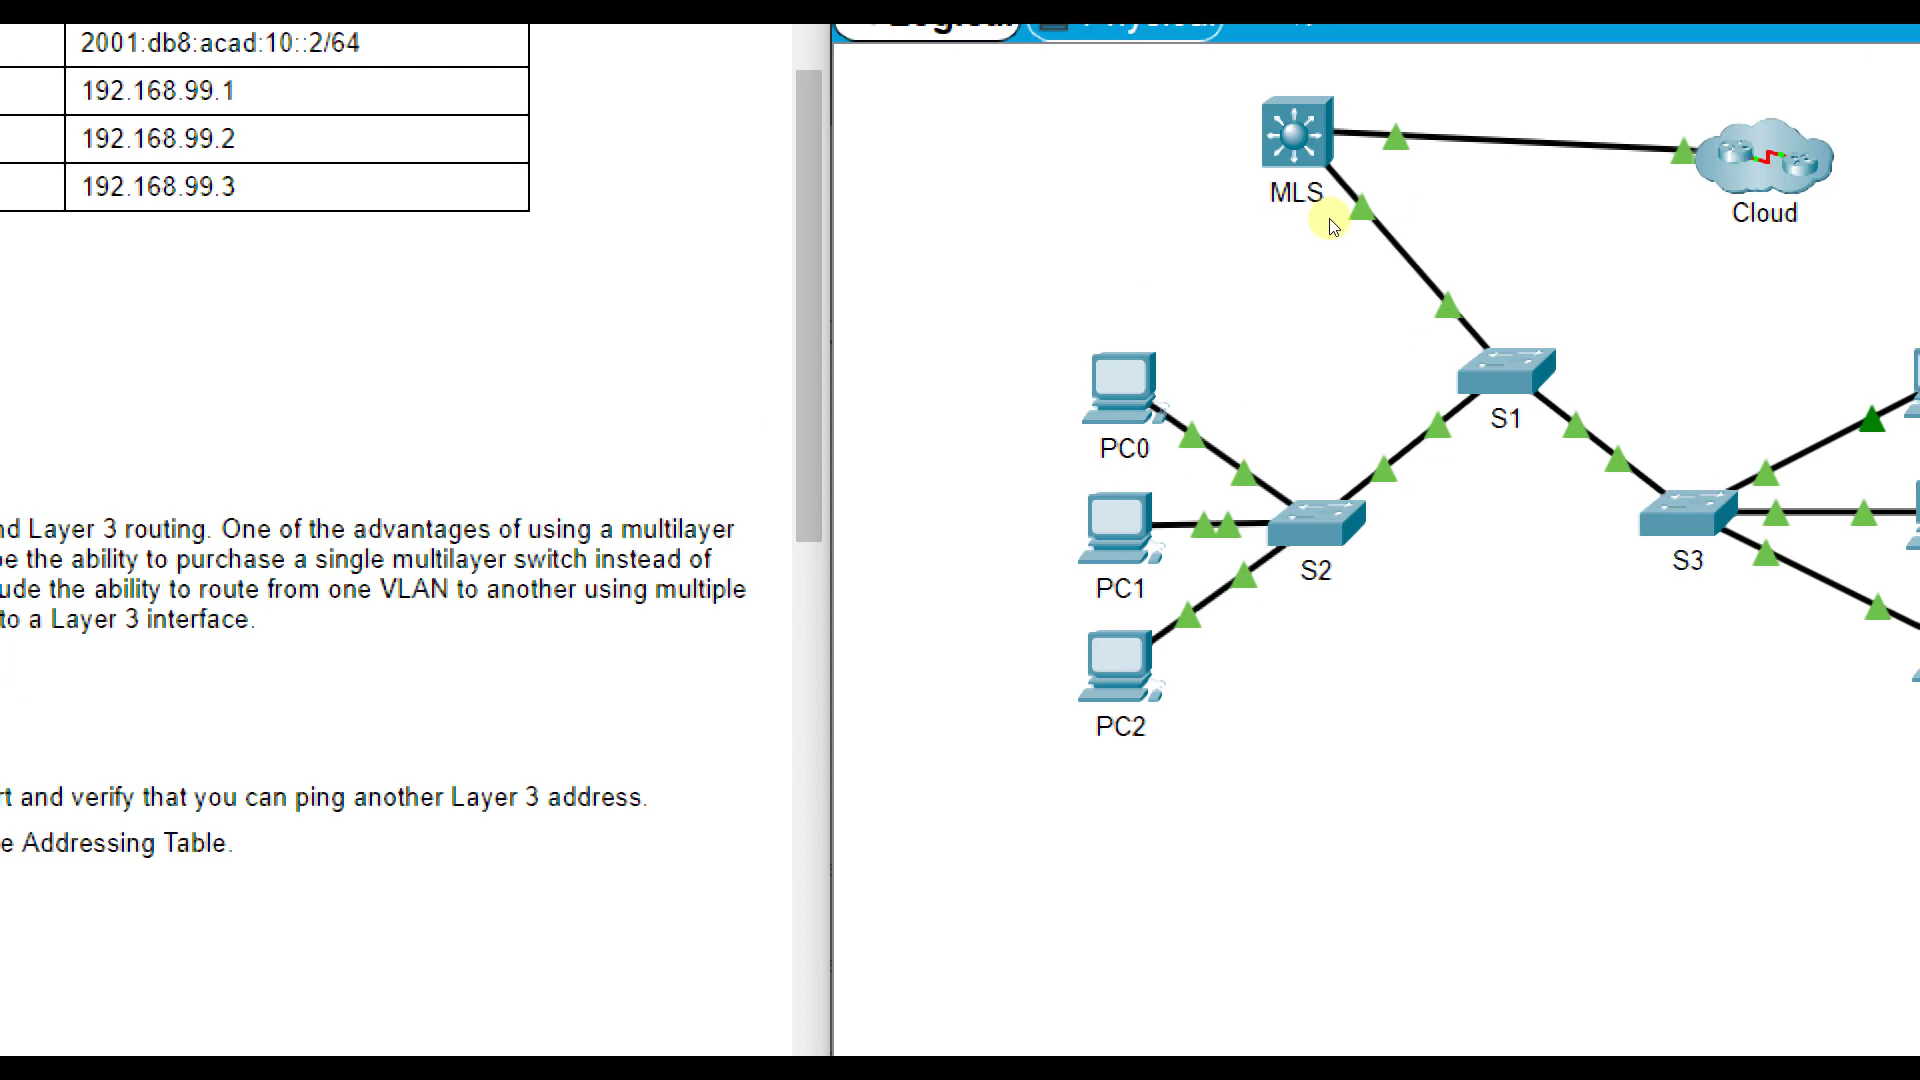 2001:db8:acad:10::2/64
192.168.99.1
192.168.99.2
192.168.99.3
nd Layer 3 routing. One of the advantages of using a multilayer
be the ability to purchase a single multilayer switch instead of
ude the ability to route from one VLAN to another using multiple
to a Layer 3 interface.
rt and verify that you can ping another Layer 3 address.
e Addressing Table.
Logical
Physical
MLS
Cloud
S1
PC0
PC1
S2
S3
PC2